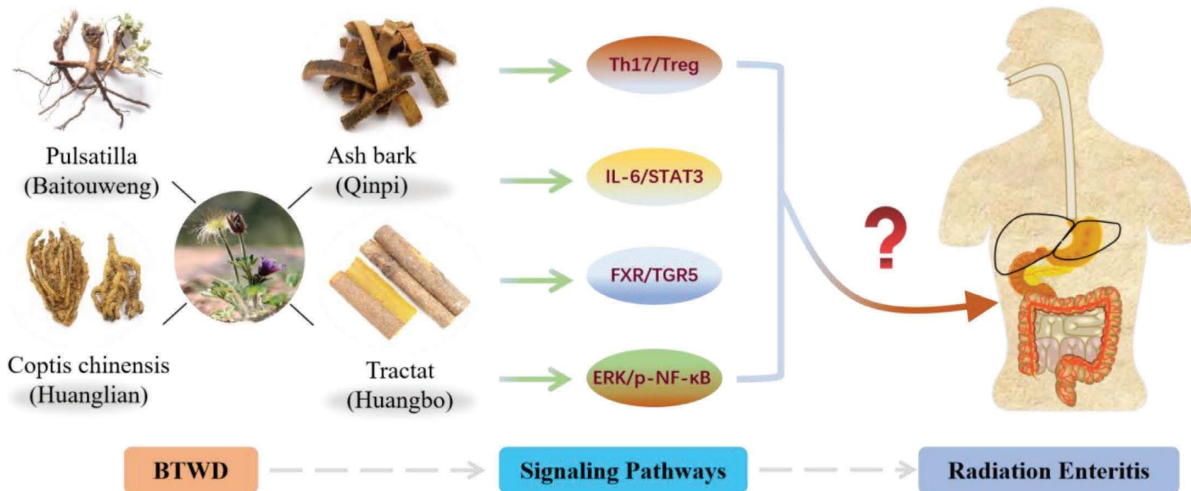 Pulsatilla
(Baitouweng)
Ash bark
(Qinpi)
Coptis chinensis
(Huanglian)
Tractat
(Huangbo)
Th17/Treg
IL-6/STAT3
FXR/TGR5
ERK/p-NF-κB
?
BTWD
Signaling Pathways
Radiation Enteritis